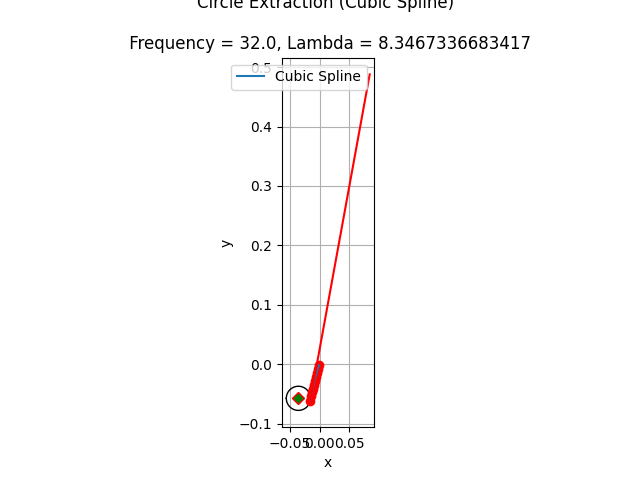 Circle Extraction (Cubic Spline)
Frequency = 32.0, Lambda = 8.3467336683417
Cubic Spline
0.5
0.4
0.3
0.2
0.1
0.0
−0.1
y
−0.05 0.00 0.05
x